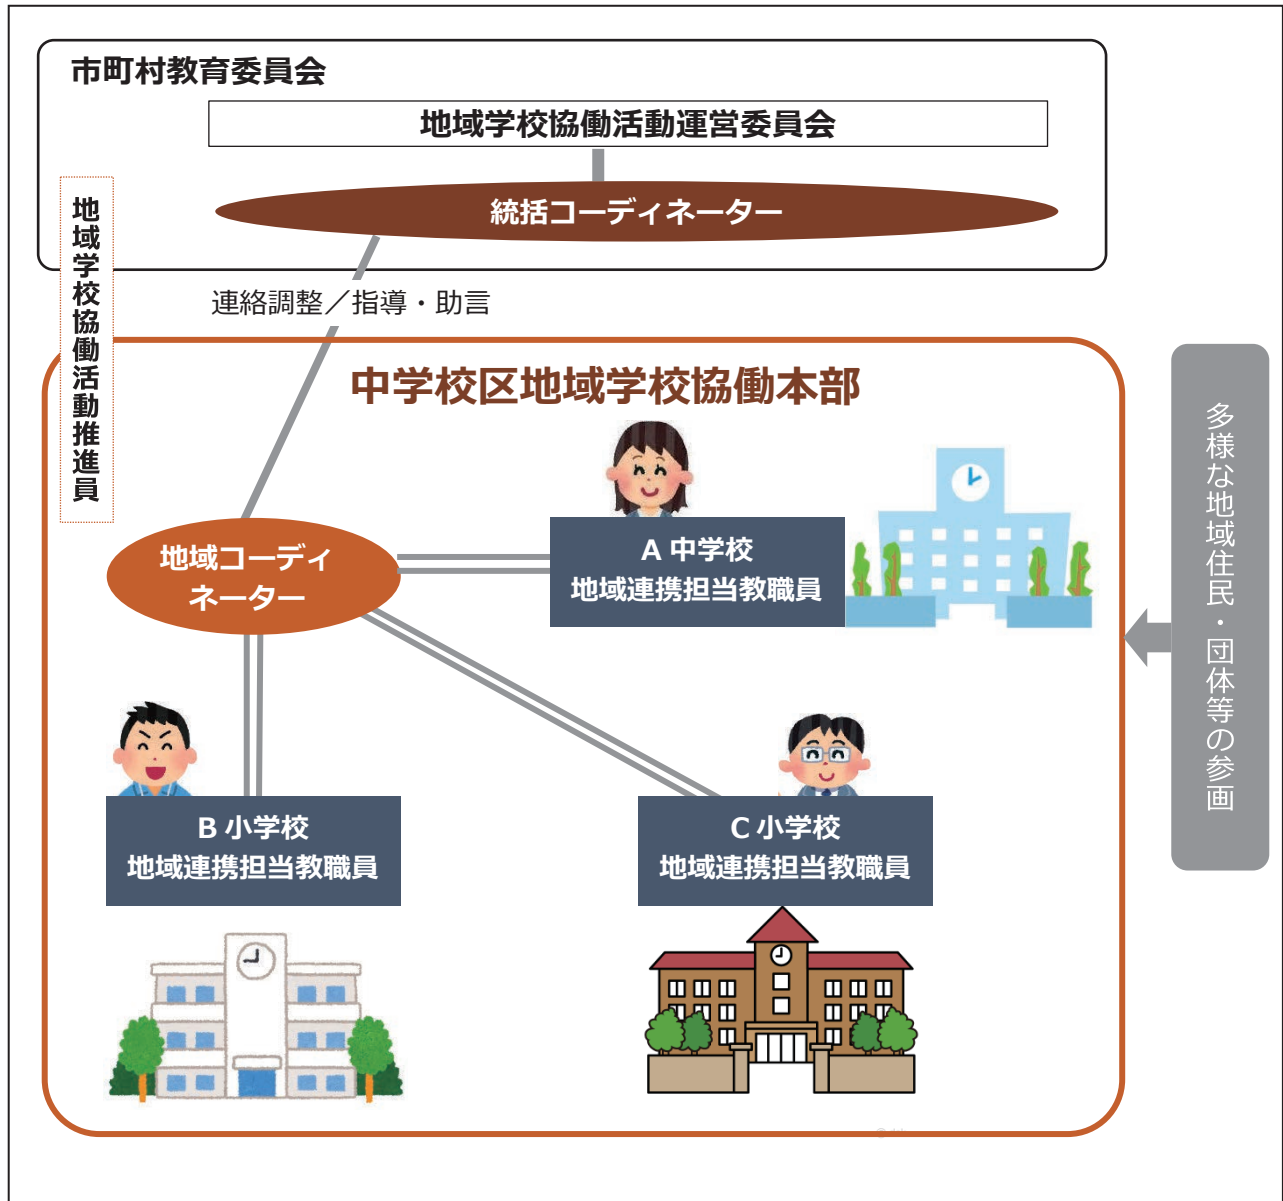 市町村教育委員会
地域学校協働活動運営委員会
統括コーディネーター
地域学校協働活動推進員
連絡調整／指導・助言
中学校区地域学校協働本部
多様な地域住民・団体等の参画
A 中学校
地域連携担当教職員
地域コーディ
ネーター
B 小学校
地域連携担当教職員
C 小学校
地域連携担当教職員